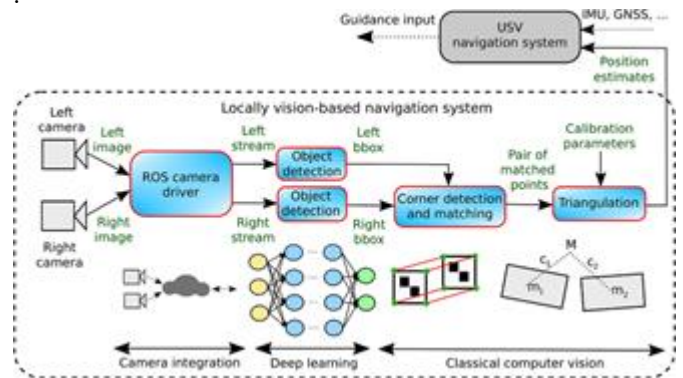 Guidance input
USV
navigation system
IMU, GNSS, ...
Position
estimates
Locally vision-based navigation system
Left
camera
Left
image
ROS camera
driver
Left
stream
Object
detection
Left
bbox
Pair of
matched
points
Calibration
parameters
Right
camera
Right
image
Right
stream
Object
detection
Right
bbox
Corner detection
and matching
Triangulation
M
c₁
c₂
m₁
m₂
...
...
...
...
Camera integration
Deep learning
Classical computer vision